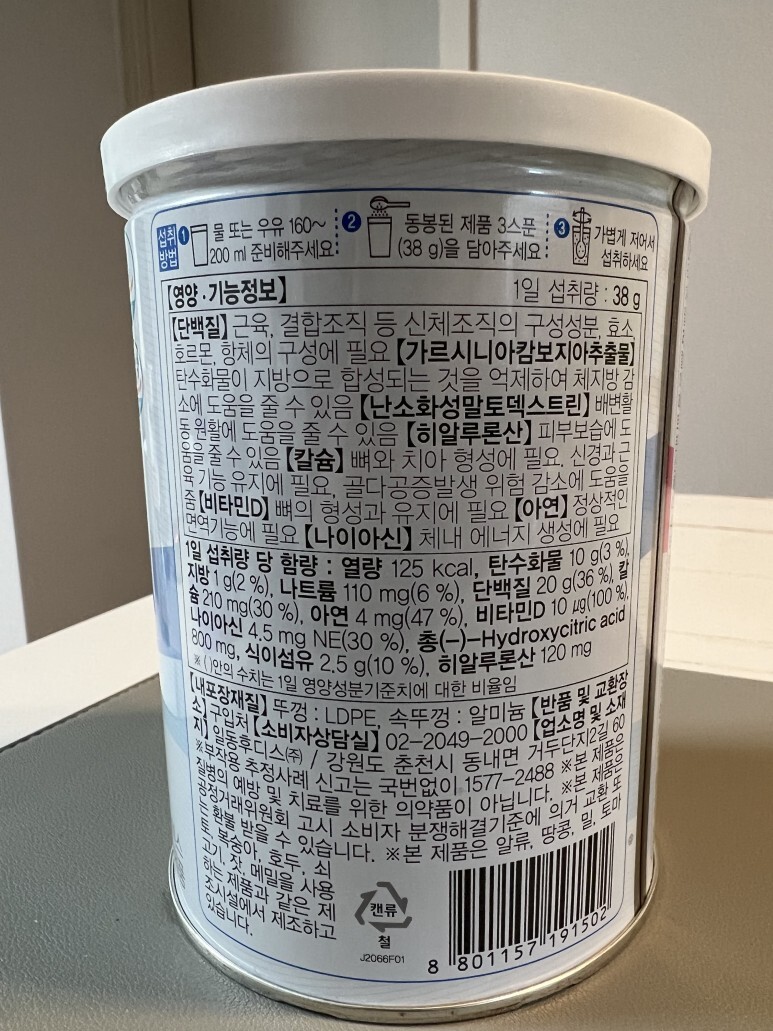 섭취방법
1 물 또는 우유 160~
200 ml 준비해주세요
2 동봉된 제품 3스푼
(38 g)을 담아주세요
3 가볍게 저어서
섭취하세요
【영양·기능정보】 1일 섭취량 : 38 g
【단백질】 근육, 결합조직 등 신체조직의 구성성분, 효소
호르몬, 항체의 구성에 필요 【가르시니아캄보지아추출물】
탄수화물이 지방으로 합성되는 것을 억제하여 체지방 감
소에 도움을 줄 수 있음 【난소화성말토덱스트린】 배변활
동 원활에 도움을 줄 수 있음 【히알루론산】 피부보습에 도
움을 줄 수 있음 【칼슘】 뼈와 치아 형성에 필요, 신경과 근
육 기능 유지에 필요, 골다공증발생 위험 감소에 도움을
줌 【비타민D】 뼈의 형성과 유지에 필요 【아연】 정상적인
면역기능에 필요 【나이아신】 체내 에너지 생성에 필요
1일 섭취량 당 함량 : 열량 125 kcal, 탄수화물 10 g(3 %),
지방 1 g(2 %), 나트륨 110 mg(6 %), 단백질 20 g(36 %), 칼
슘 210 mg(30 %), 아연 4 mg(47 %), 비타민D 10 μg(100 %),
나이아신 4.5 mg NE(30 %), 총(-)-Hydroxycitric acid
800 mg, 식이섬유 2.5 g(10 %), 히알루론산 120 mg
※ ( )안의 수치는 1일 영양성분기준치에 대한 비율임
【내포장재질】 뚜껑 : LDPE, 속뚜껑 : 알미늄 【반품 및 교환장
소】 구입처 【소비자상담실】 02-2049-2000 【업소명 및 소재
지】 일동후디스㈜ / 강원도 춘천시 동내면 거두단지2길 60
※부작용 추정사례 신고는 국번없이 1577-2488 ※본 제품은
질병의 예방 및 치료를 위한 의약품이 아닙니다. ※본 제품은
공정거래위원회 고시 소비자 분쟁해결기준에 의거 교환 또
는 환불 받을 수 있습니다. ※본 제품은 알류, 땅콩, 밀, 토마
토, 복숭아, 호두, 쇠
고기, 잣, 메밀을 사용
하는 제품과 같은 제
조시설에서 제조하고
있습니다.
캔류
철
J2066F01
8 801157 191502